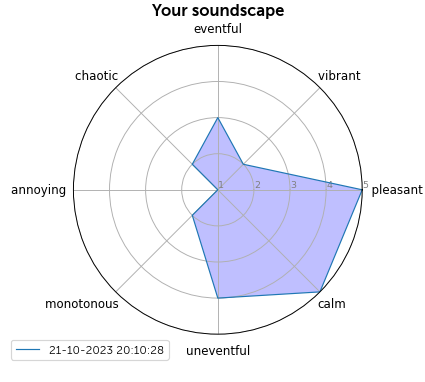 Your soundscape
eventful
chaotic
vibrant
annoying
1 2 3 4 5
pleasant
monotonous
calm
uneventful
21-10-2023 20:10:28